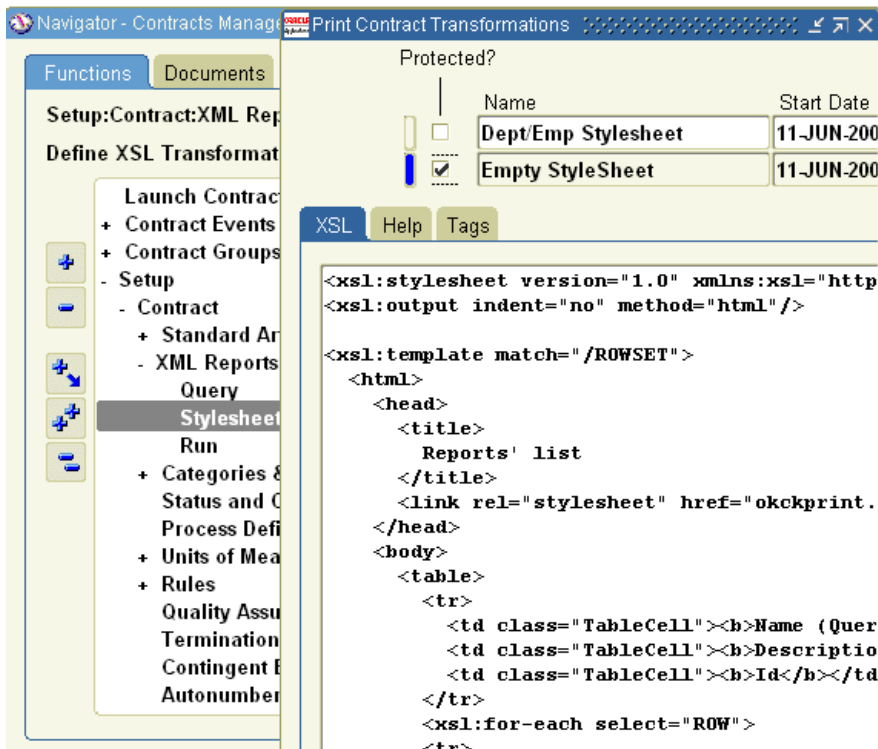 Navigator - Contracts Manage
Functions
Documents
Setup:Contract:XML Rep
Define XSL Transformat
Launch Contrac
+ Contract Events
+ Contract Groups
- Setup
- Contract
+ Standard Ar
- XML Reports
Query
Stylesheet
Run
+ Categories &
Status and C
Process Defi
+ Units of Mea
+ Rules
Quality Assu
Termination
Contingent E
Autonumber
ORACLE
Applications
Print Contract Transformations
Protected?
Name
Start Date
Dept/Emp Stylesheet
11-JUN-200
Empty StyleSheet
11-JUN-200
XSL
Help
Tags
<xsl:stylesheet version="1.0" xmlns:xsl="http
<xsl:output indent="no" method="html"/>
<xsl:template match="/ROWSET">
<html>
<head>
<title>
Reports' list
</title>
<link rel="stylesheet" href="okckprint.
</head>
<body>
<table>
<tr>
<td class="TableCell"><b>Name (Quer
<td class="TableCell"><b>Descriptio
<td class="TableCell"><b>Id</b></td
</tr>
<xsl:for-each select="ROW">
<tr>